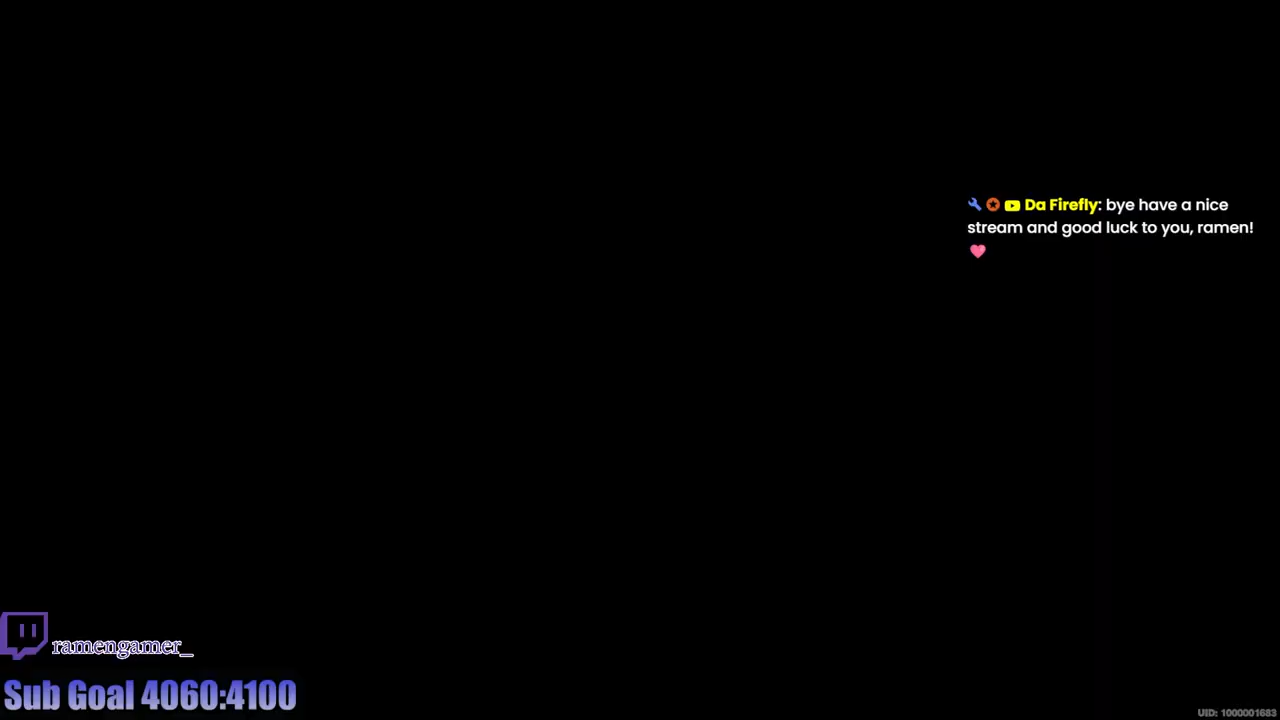 Da Firefly: bye have a nice
stream and good luck to you, ramen!
ramengamer_
Sub Goal 4060:4100
UID: 1000001683